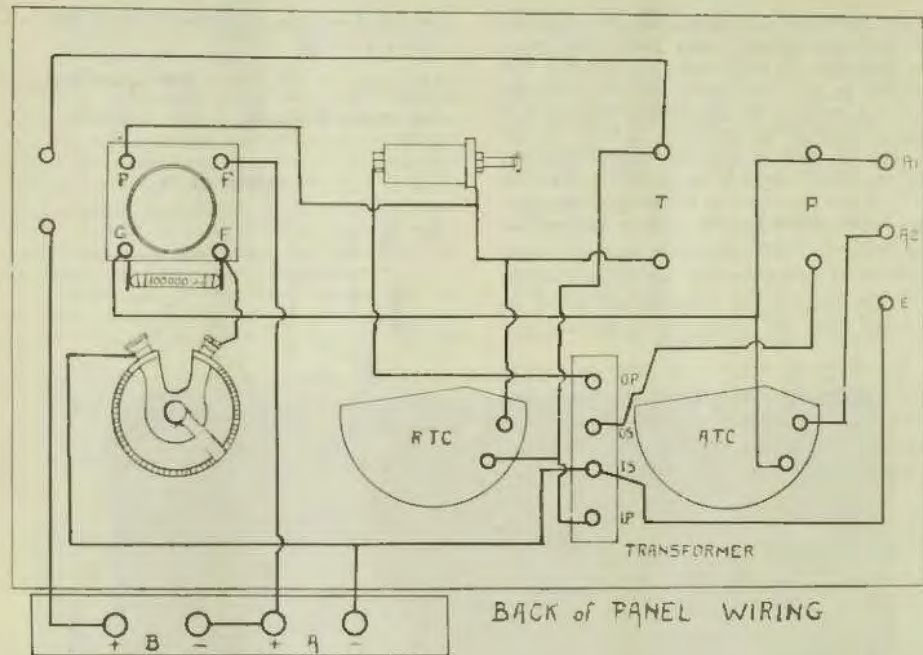 P F
G F
100000 ~
T
P
A1
A2
E
RTC
ATC
OP
OS
IS
IP
TRANSFORMER
BACK of PANEL WIRING
+ B - + A -